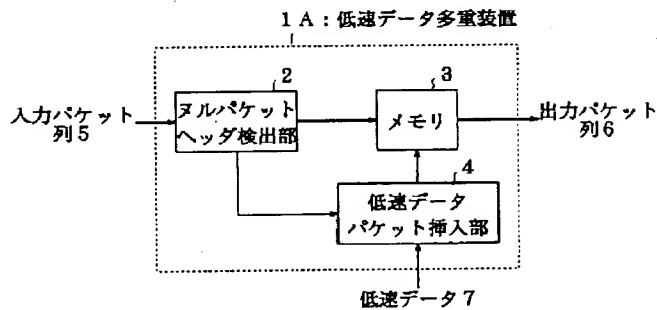 1A:低速データ多重装置
2
3
入力パケット
列5
ヌルパケット
ヘッダ検出部
メモリ
出力パケット
列6
4
低速データ
パケット挿入部
低速データ7